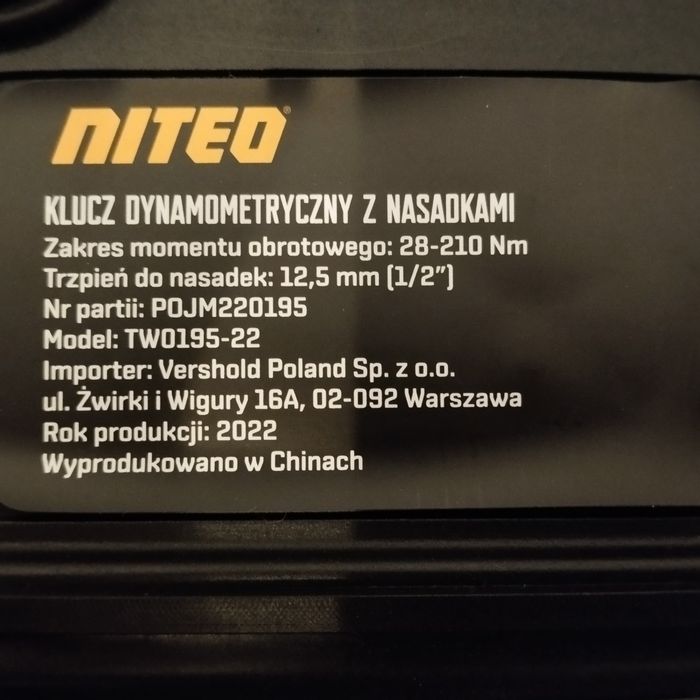 NITEO®
KLUCZ DYNAMOMETRYCZNY Z NASADKAMI
Zakres momentu obrotowego: 28-210 Nm
Trzpień do nasadek: 12,5 mm (1/2")
Nr partii: POJM220195
Model: TW0195-22
Importer: Vershold Poland Sp. z o.o.
ul. Żwirki i Wigury 16A, 02-092 Warszawa
Rok produkcji: 2022
Wyprodukowano w Chinach